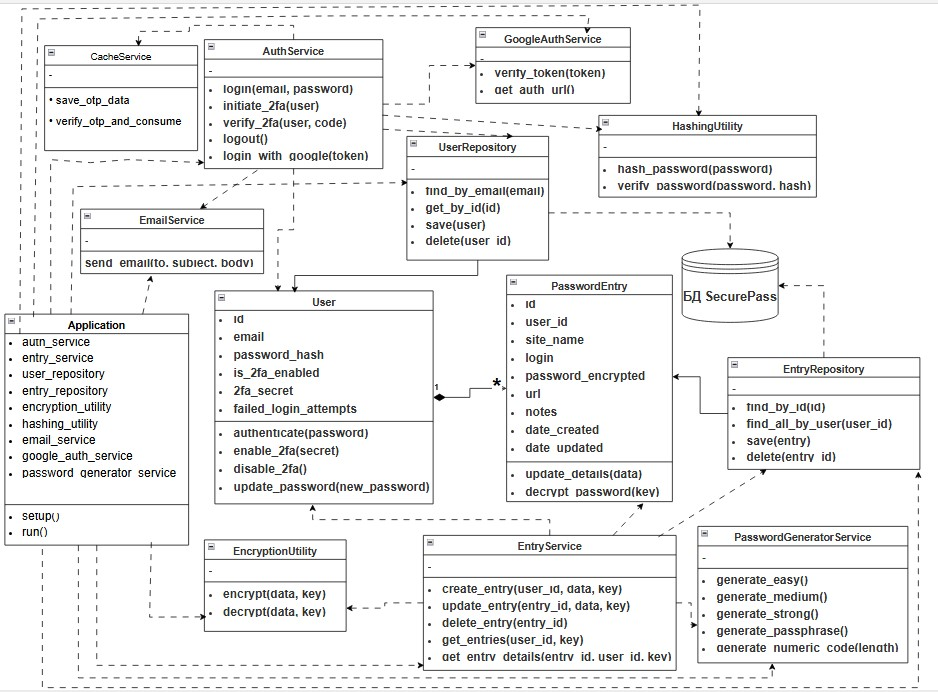 CacheService
-
• save_otp_data
• verify_otp_and_consume
AuthService
-
• login(email, password)
• initiate_2fa(user)
• verify_2fa(user, code)
• logout()
• login_with_google(token)
GoogleAuthService
-
• verify_token(token)
• get_auth_url()
HashingUtility
-
• hash_password(password)
• verify_password(password, hash)
UserRepository
-
• find_by_email(email)
• get_by_id(id)
• save(user)
• delete(user_id)
EmailService
-
send_email(to, subject, body)
БД SecurePass
Application
• auth_service
• entry_service
• user_repository
• entry_repository
• encryption_utility
• hashing_utility
• email_service
• google_auth_service
• password_generator_service
• setup()
• run()
User
• id
• email
• password_hash
• is_2fa_enabled
• 2fa_secret
• failed_login_attempts
• authenticate(password)
• enable_2fa(secret)
• disable_2fa()
• update_password(new_password)
1
*
PasswordEntry
• id
• user_id
• site_name
• login
• password_encrypted
• url
• notes
• date_created
• date_updated
• update_details(data)
• decrypt_password(key)
EntryRepository
-
• find_by_id(id)
• find_all_by_user(user_id)
• save(entry)
• delete(entry_id)
EncryptionUtility
-
• encrypt(data, key)
• decrypt(data, key)
EntryService
-
• create_entry(user_id, data, key)
• update_entry(entry_id, data, key)
• delete_entry(entry_id)
• get_entries(user_id, key)
• get_entry_details(entry_id, user_id, key)
PasswordGeneratorService
-
• generate_easy()
• generate_medium()
• generate_strong()
• generate_passphrase()
• generate_numeric_code(length)